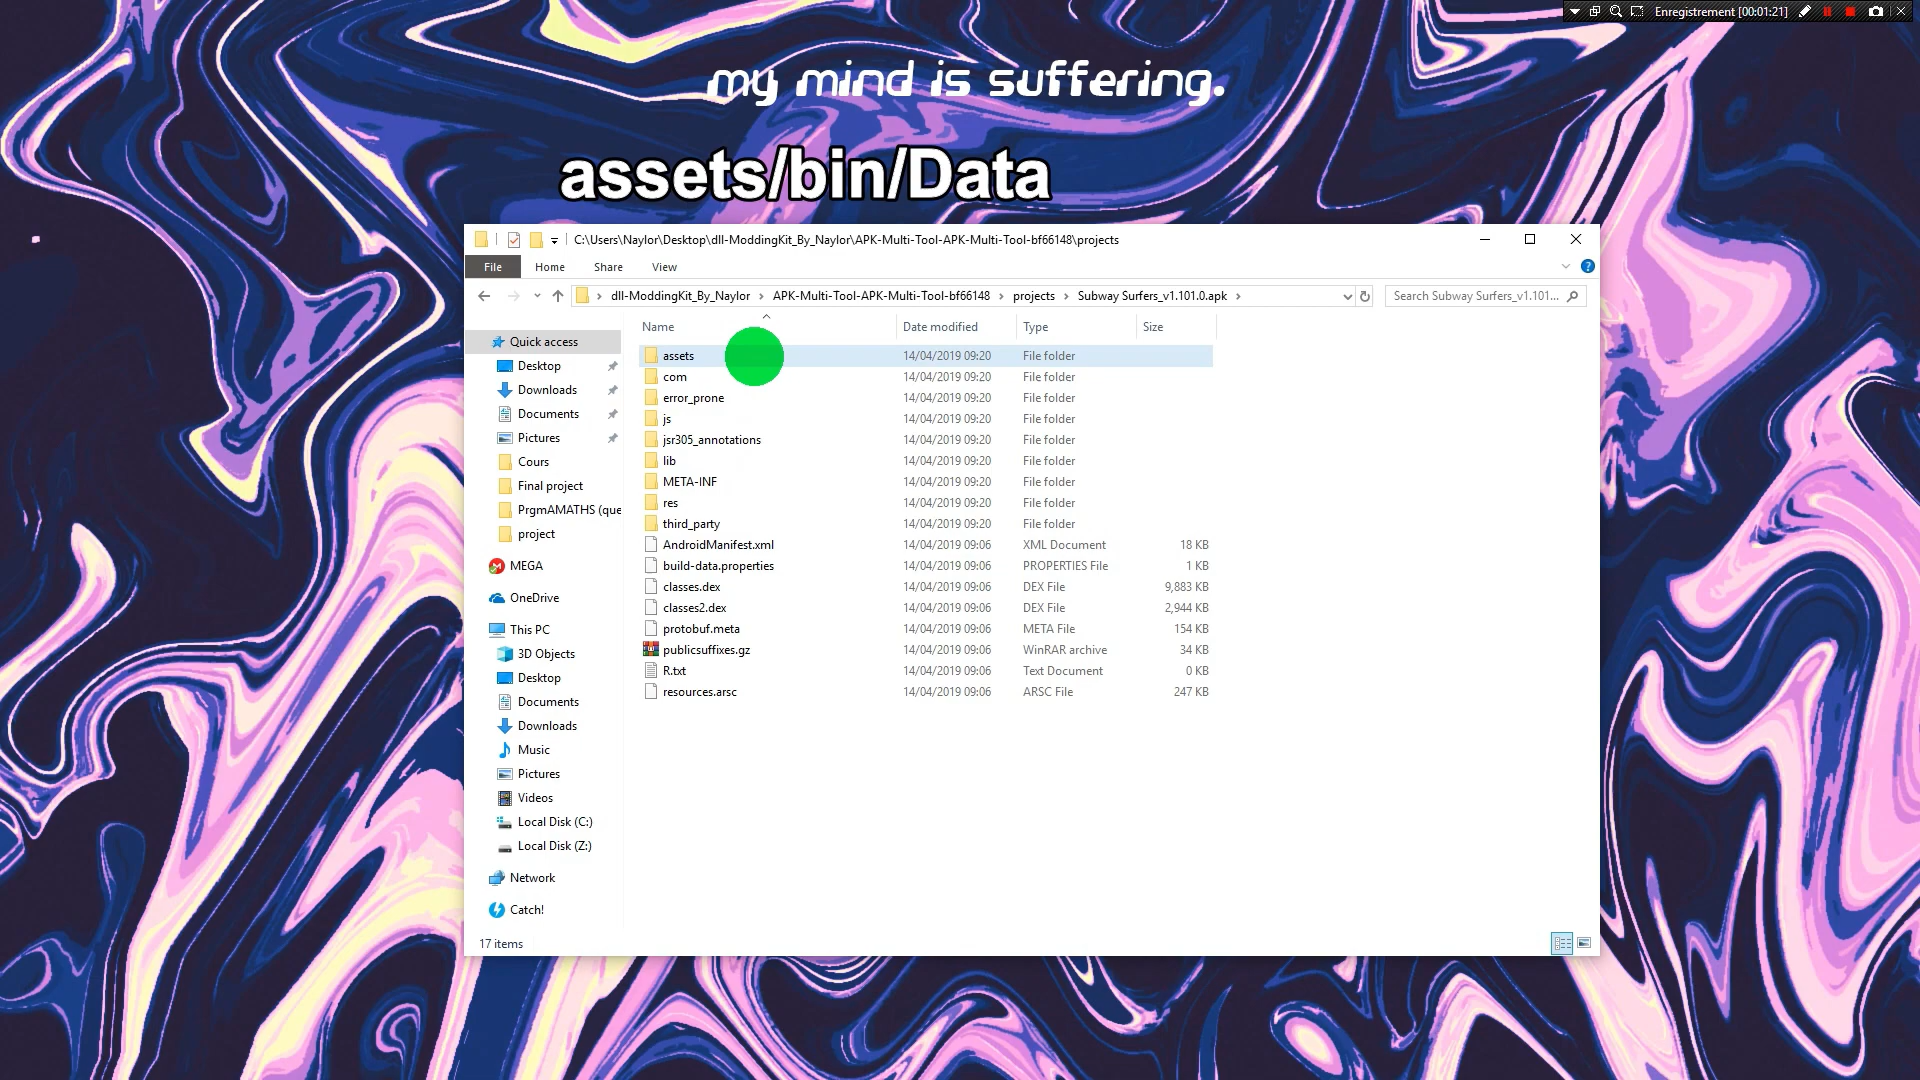 Enregistrement [00:01:21]
my mind is suffering.
assets/bin/Data
C:\Users\Naylor\Desktop\dll-ModdingKit_By_Naylor\APK-Multi-Tool-APK-Multi-Tool-bf66148\projects
File Home Share View
dll-ModdingKit_By_Naylor > APK-Multi-Tool-APK-Multi-Tool-bf66148 > projects > Subway Surfers_v1.101.0.apk >
Search Subway Surfers_v1.101...
Quick access
Desktop
Downloads
Documents
Pictures
Cours
Final project
PrgmAMATHS (que
project
MEGA
OneDrive
This PC
3D Objects
Desktop
Documents
Downloads
Music
Pictures
Videos
Local Disk (C:)
Local Disk (Z:)
Network
Catch!
Name Date modified Type Size
assets 14/04/2019 09:20 File folder
com 14/04/2019 09:20 File folder
error_prone 14/04/2019 09:20 File folder
js 14/04/2019 09:20 File folder
jsr305_annotations 14/04/2019 09:20 File folder
lib 14/04/2019 09:20 File folder
META-INF 14/04/2019 09:20 File folder
res 14/04/2019 09:20 File folder
third_party 14/04/2019 09:20 File folder
AndroidManifest.xml 14/04/2019 09:06 XML Document 18 KB
build-data.properties 14/04/2019 09:06 PROPERTIES File 1 KB
classes.dex 14/04/2019 09:06 DEX File 9,883 KB
classes2.dex 14/04/2019 09:06 DEX File 2,944 KB
protobuf.meta 14/04/2019 09:06 META File 154 KB
publicsuffixes.gz 14/04/2019 09:06 WinRAR archive 34 KB
R.txt 14/04/2019 09:06 Text Document 0 KB
resources.arsc 14/04/2019 09:06 ARSC File 247 KB
17 items